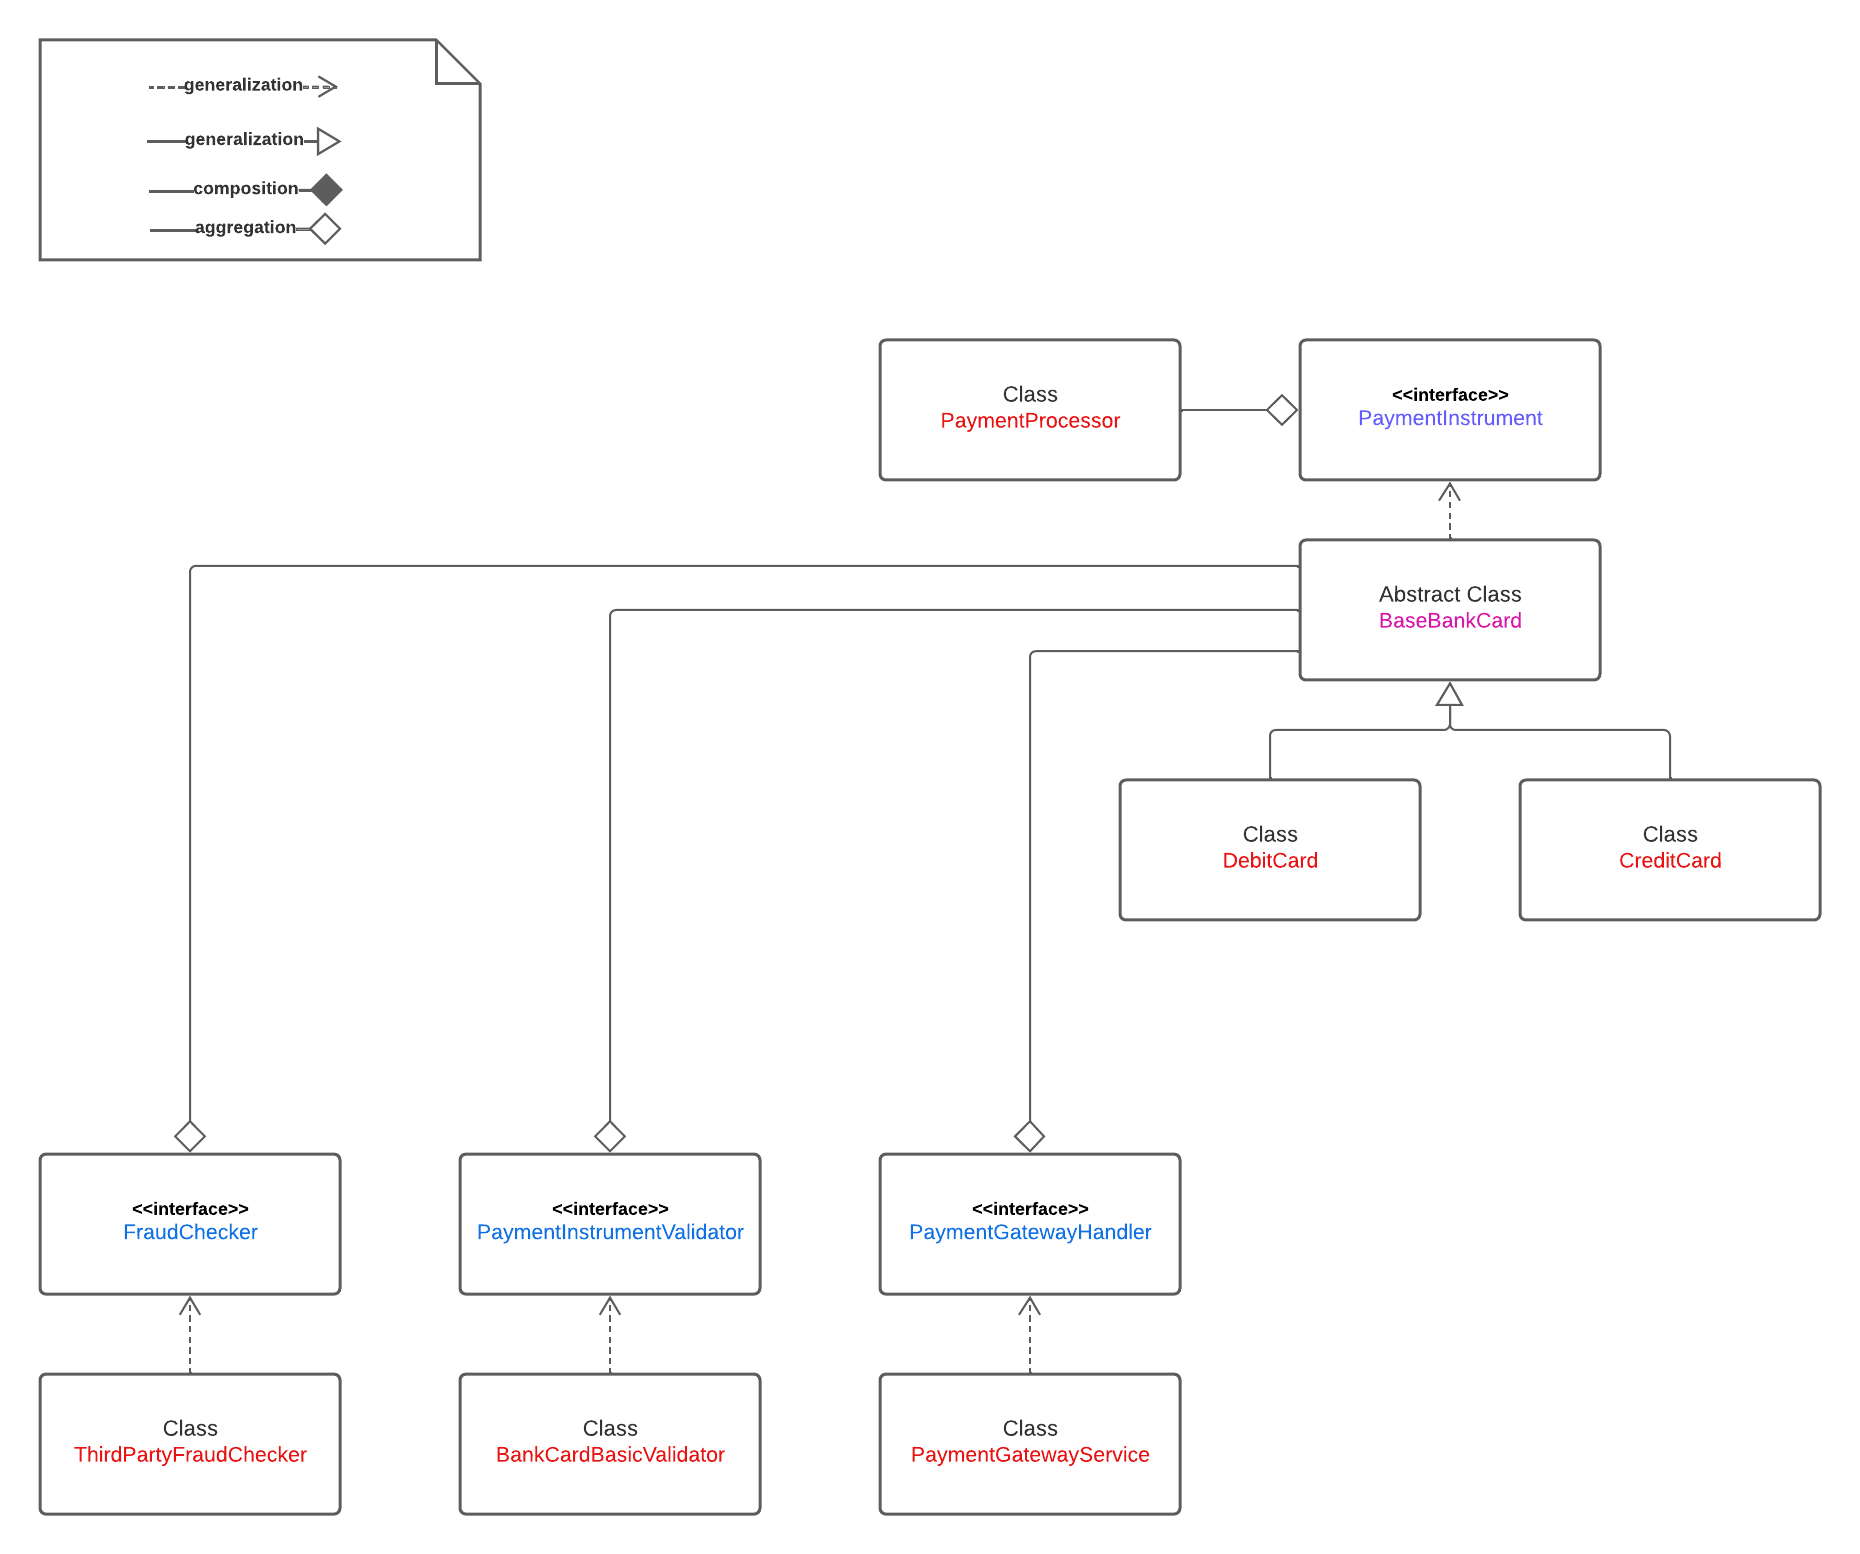 generalization
generalization
composition
aggregation
Class
PaymentProcessor
<<interface>>
PaymentInstrument
Abstract Class
BaseBankCard
Class
DebitCard
Class
CreditCard
<<interface>>
FraudChecker
<<interface>>
PaymentInstrumentValidator
<<interface>>
PaymentGatewayHandler
Class
ThirdPartyFraudChecker
Class
BankCardBasicValidator
Class
PaymentGatewayService